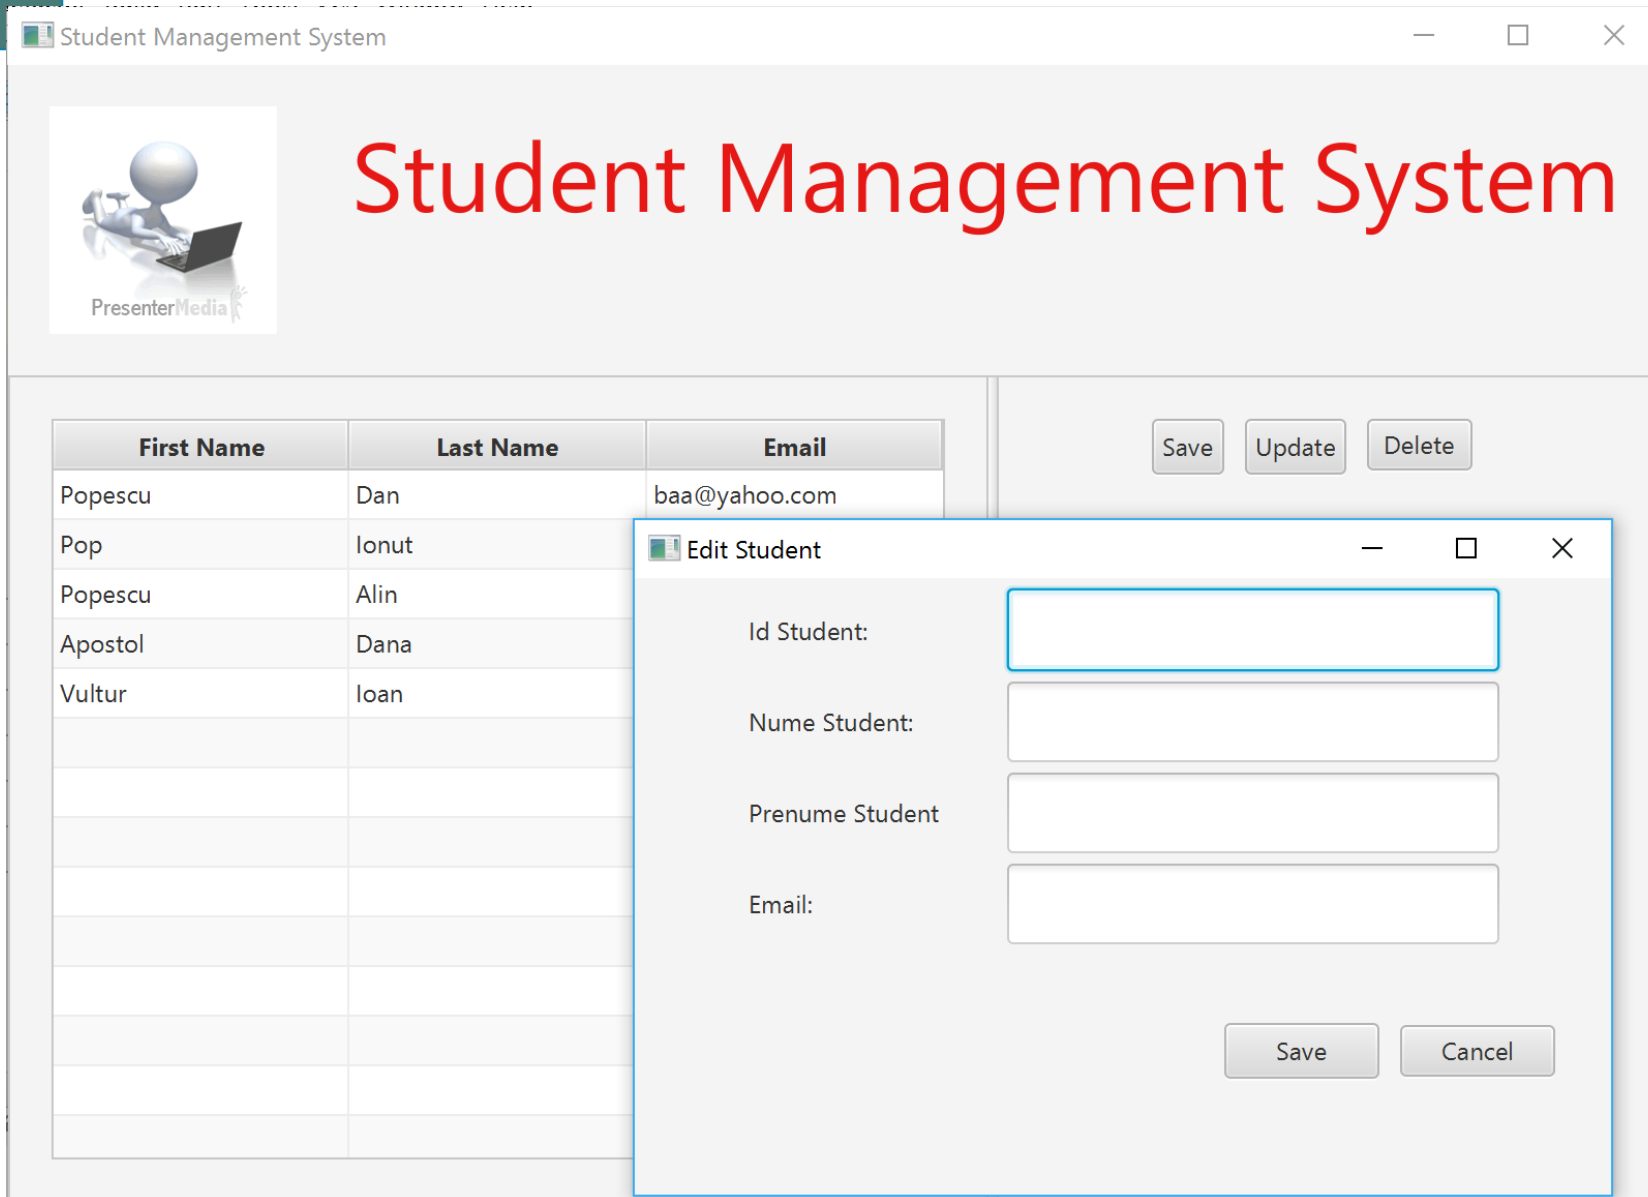 Student Management System
Student Management System
PresenterMedia
First Name Last Name Email
Save Update Delete
Popescu Dan baa@yahoo.com
Pop Ionut
Popescu Alin
Apostol Dana
Vultur Ioan
Edit Student
Id Student:
Nume Student:
Prenume Student
Email:
Save Cancel